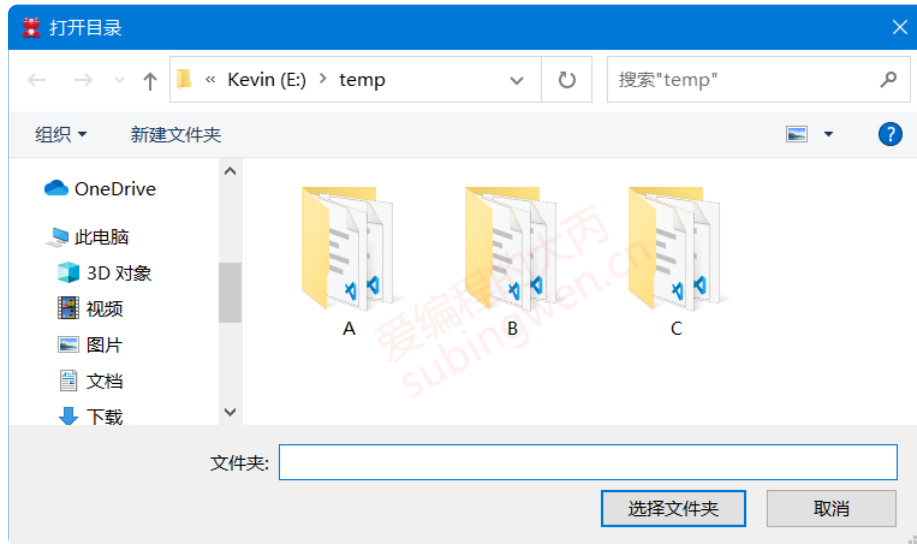 打开目录
« Kevin (E:) > temp
搜索"temp"
组织
新建文件夹
OneDrive
此电脑
3D 对象
视频
图片
文档
下载
A
B
C
爱编程的大丙
subingwen.cn
文件夹:
选择文件夹
取消